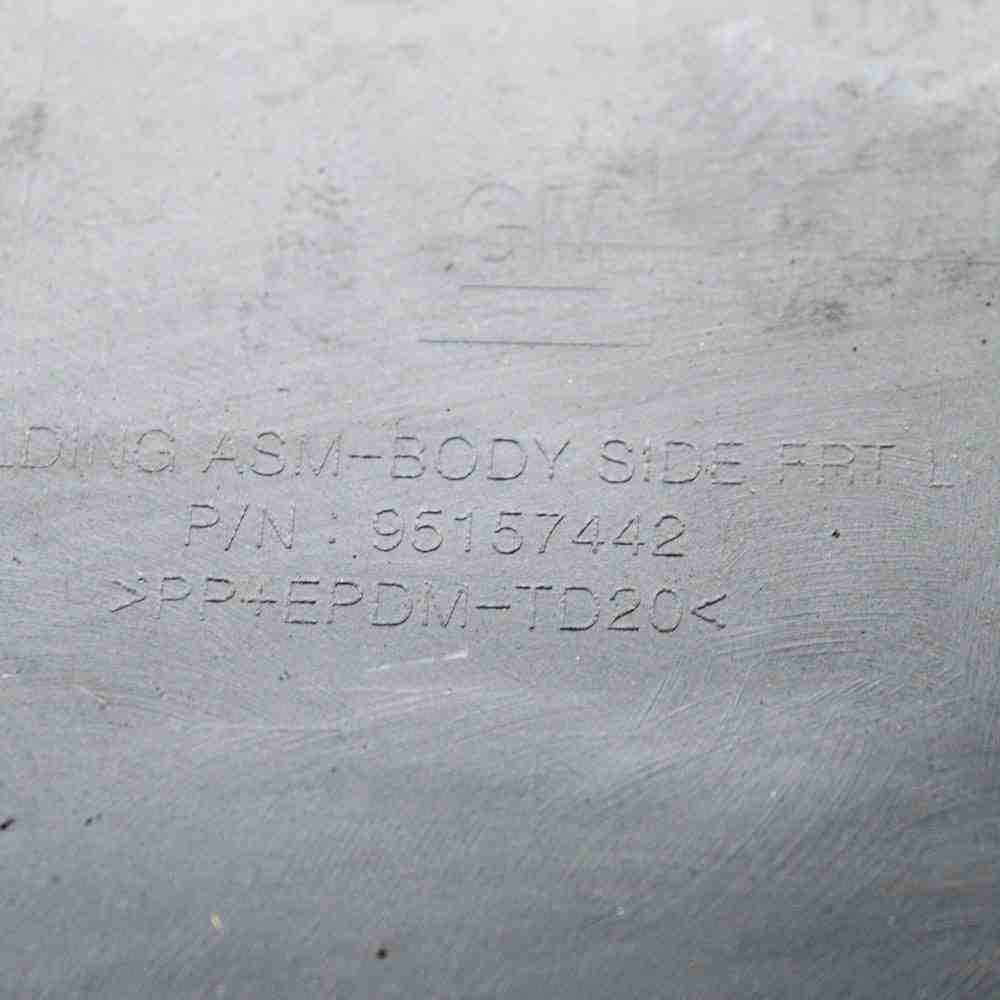 LDING ASM-BODY SIDE FRT L
P/N : 95157442
>PP+EPDM-TD20<